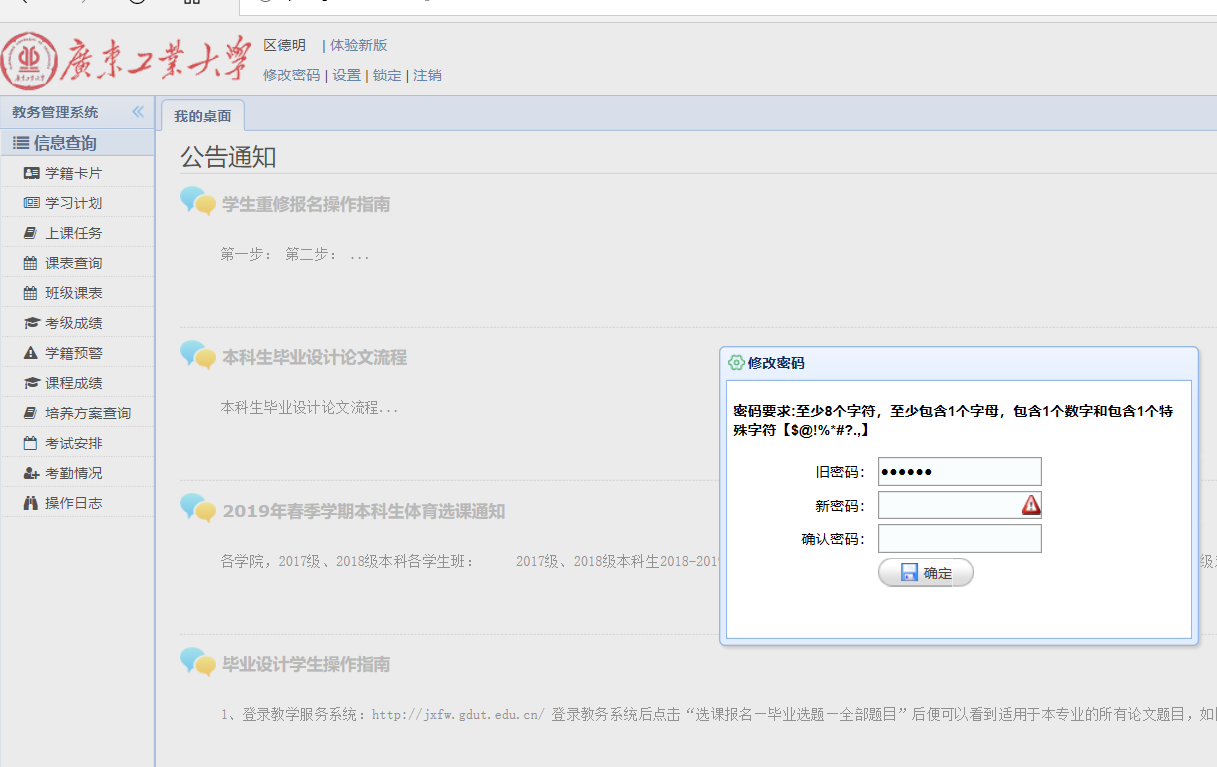 廣東工業大學
区德明 | 体验新版
修改密码 | 设置 | 锁定 | 注销
教务管理系统
我的桌面
信息查询
学籍卡片
学习计划
上课任务
课表查询
班级课表
考级成绩
学籍预警
课程成绩
培养方案查询
考试安排
考勤情况
操作日志
公告通知
学生重修报名操作指南
第一步： 第二步： ...
本科生毕业设计论文流程
本科生毕业设计论文流程...
2019年春季学期本科生体育选课通知
各学院，2017级、2018级本科各学生班： 2017级、2018级本科生2018-201
毕业设计学生操作指南
1、登录教学服务系统：http://jxfw.gdut.edu.cn/ 登录教务系统后点击“选课报名—毕业选题—全部题目”后便可以看到适用于本专业的所有论文题目，如
修改密码
密码要求:至少8个字符，至少包含1个字母，包含1个数字和包含1个特
殊字符【$@!%*#?.,】
旧密码： ••••••
新密码：
确认密码：
确定